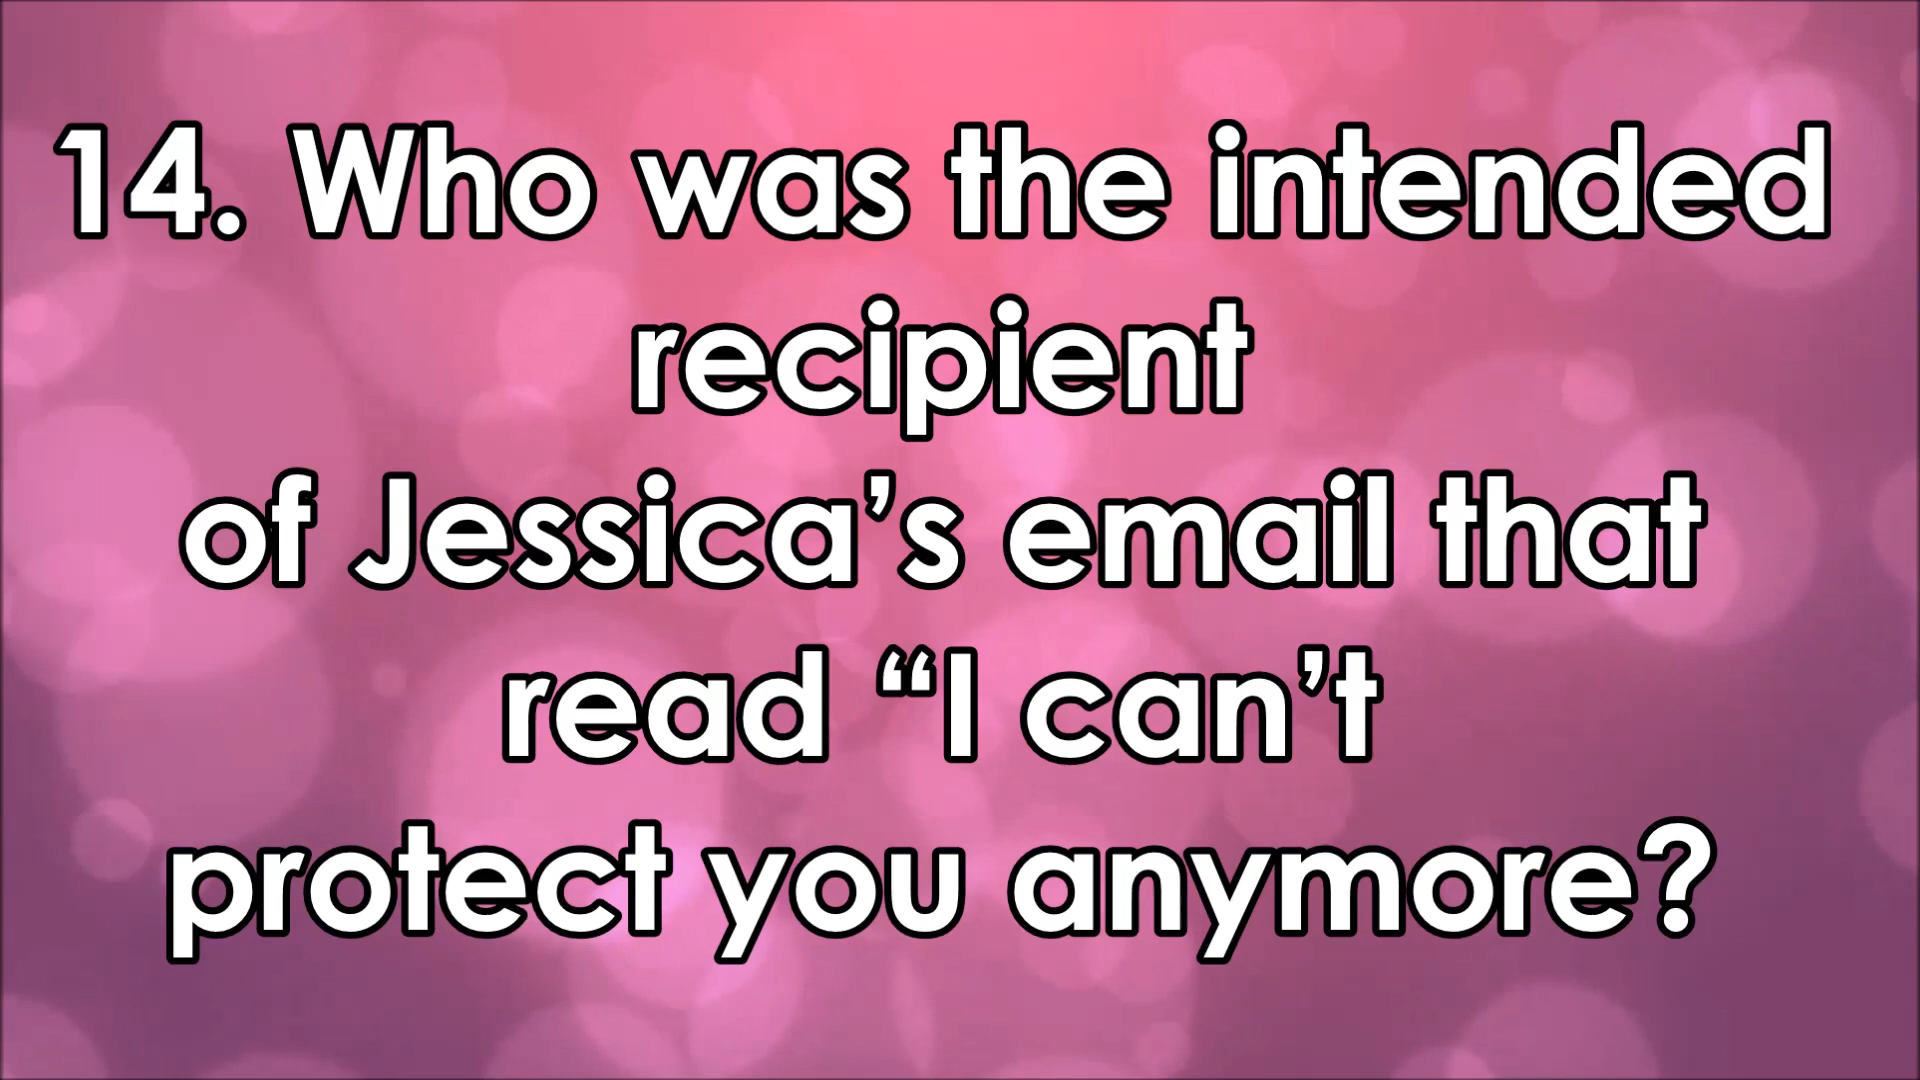 14. Who was the intended
recipient
of Jessica’s email that
read “I can’t
protect you anymore?